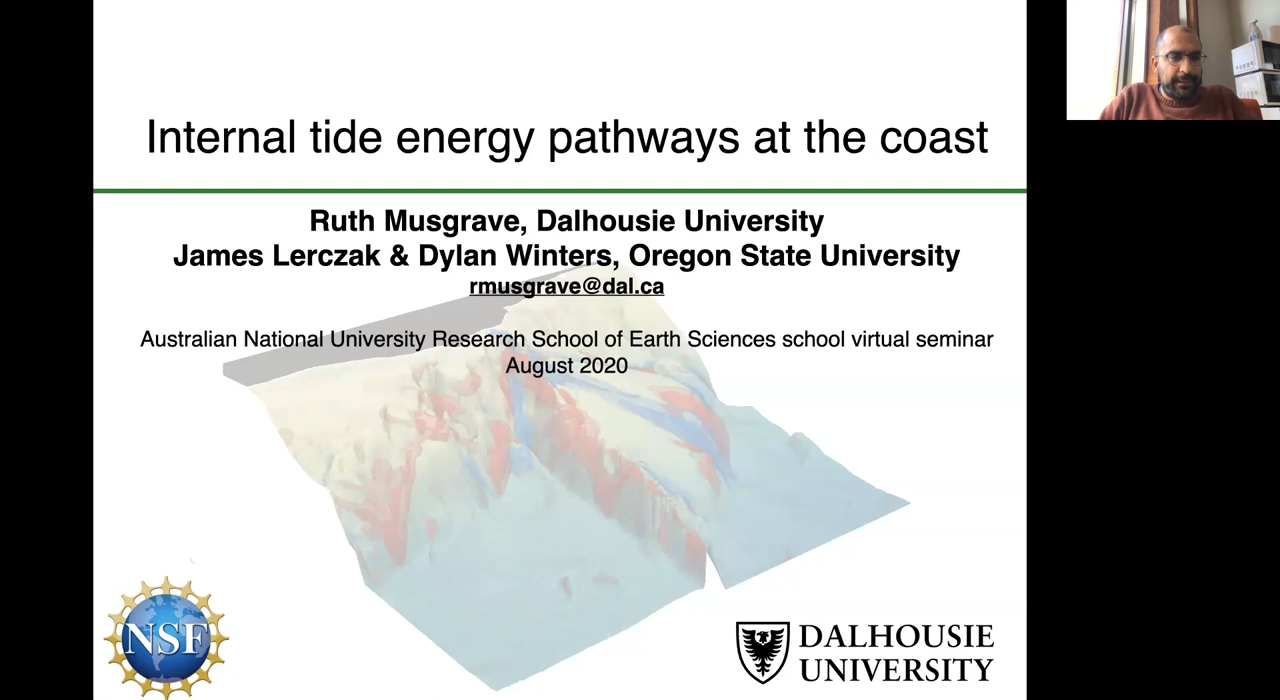 Internal tide energy pathways at the coast
Ruth Musgrave, Dalhousie University
James Lerczak & Dylan Winters, Oregon State University
rmusgrave@dal.ca
Australian National University Research School of Earth Sciences school virtual seminar
August 2020
NSF
DALHOUSIE
UNIVERSITY